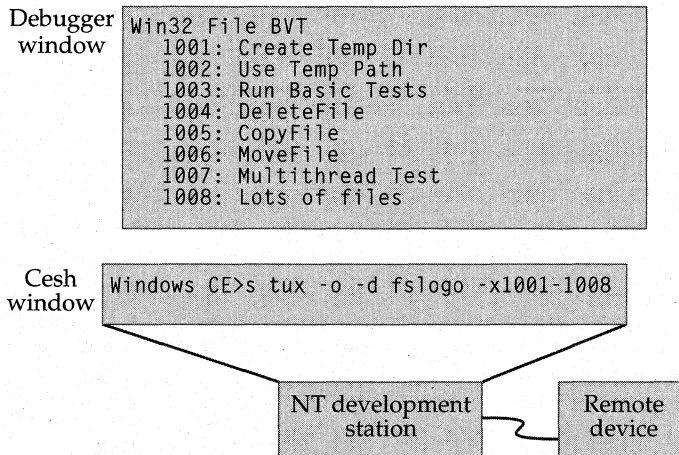 Debugger
window
Win32 File BVT
1001: Create Temp Dir
1002: Use Temp Path
1003: Run Basic Tests
1004: DeleteFile
1005: CopyFile
1006: MoveFile
1007: Multithread Test
1008: Lots of files
Cesh
window
Windows CE>s tux -o -d fslogo -x1001-1008
NT development
station
Remote
device